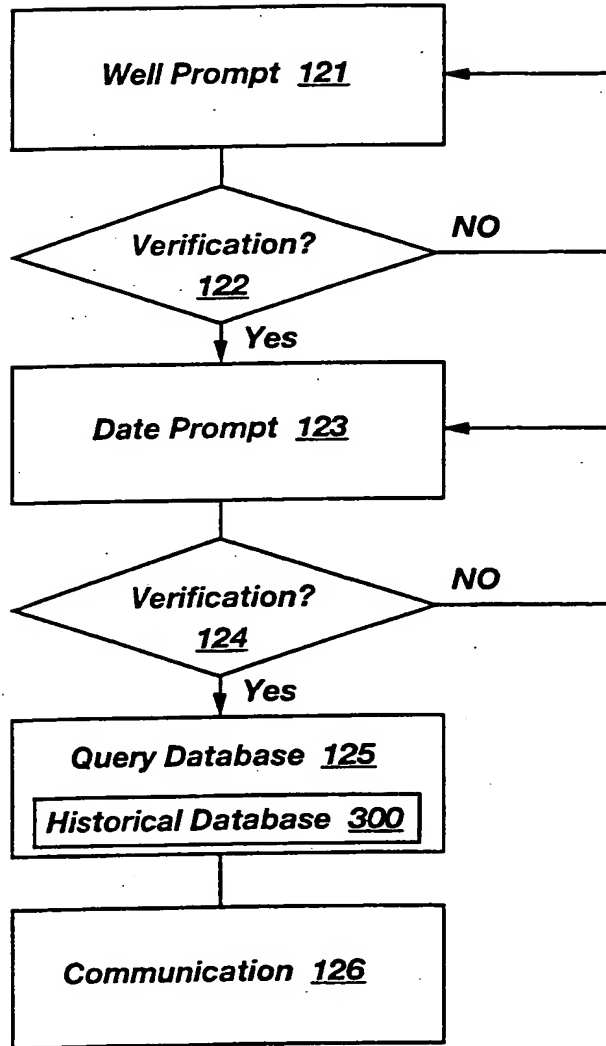 Well Prompt 121
Verification?
122
NO
Yes
Date Prompt 123
Verification?
124
NO
Yes
Query Database 125
Historical Database 300
Communication 126